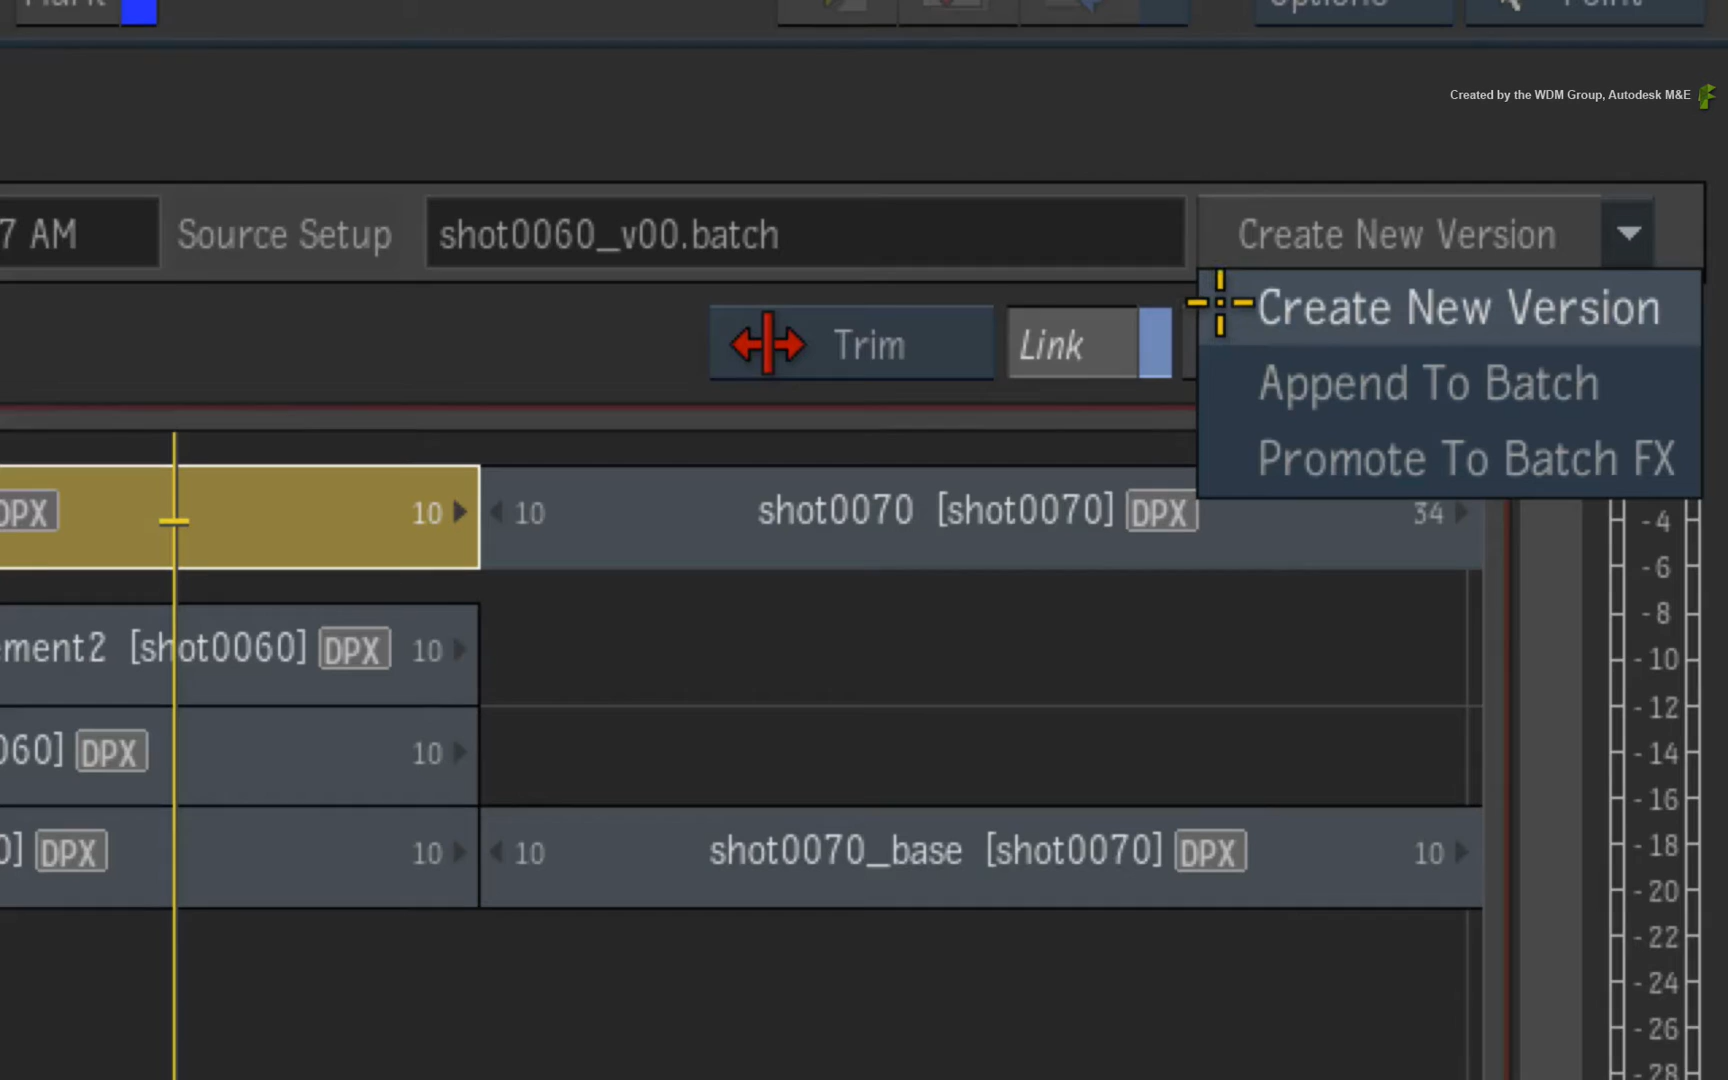 Options Point
Created by the WDM Group, Autodesk M&E
7 AM Source Setup shot0060_v00.batch Create New Version
Create New Version
Trim Link
Append To Batch
Promote To Batch FX
DPX 10 10 shot0070 [shot0070] DPX 34
-4
-6
-8
ement2 [shot0060] DPX 10
-10
-12
060] DPX 10
-14
-16
0] DPX 10 10 shot0070_base [shot0070] DPX 10
-18
-20
-22
-24
-26
-28